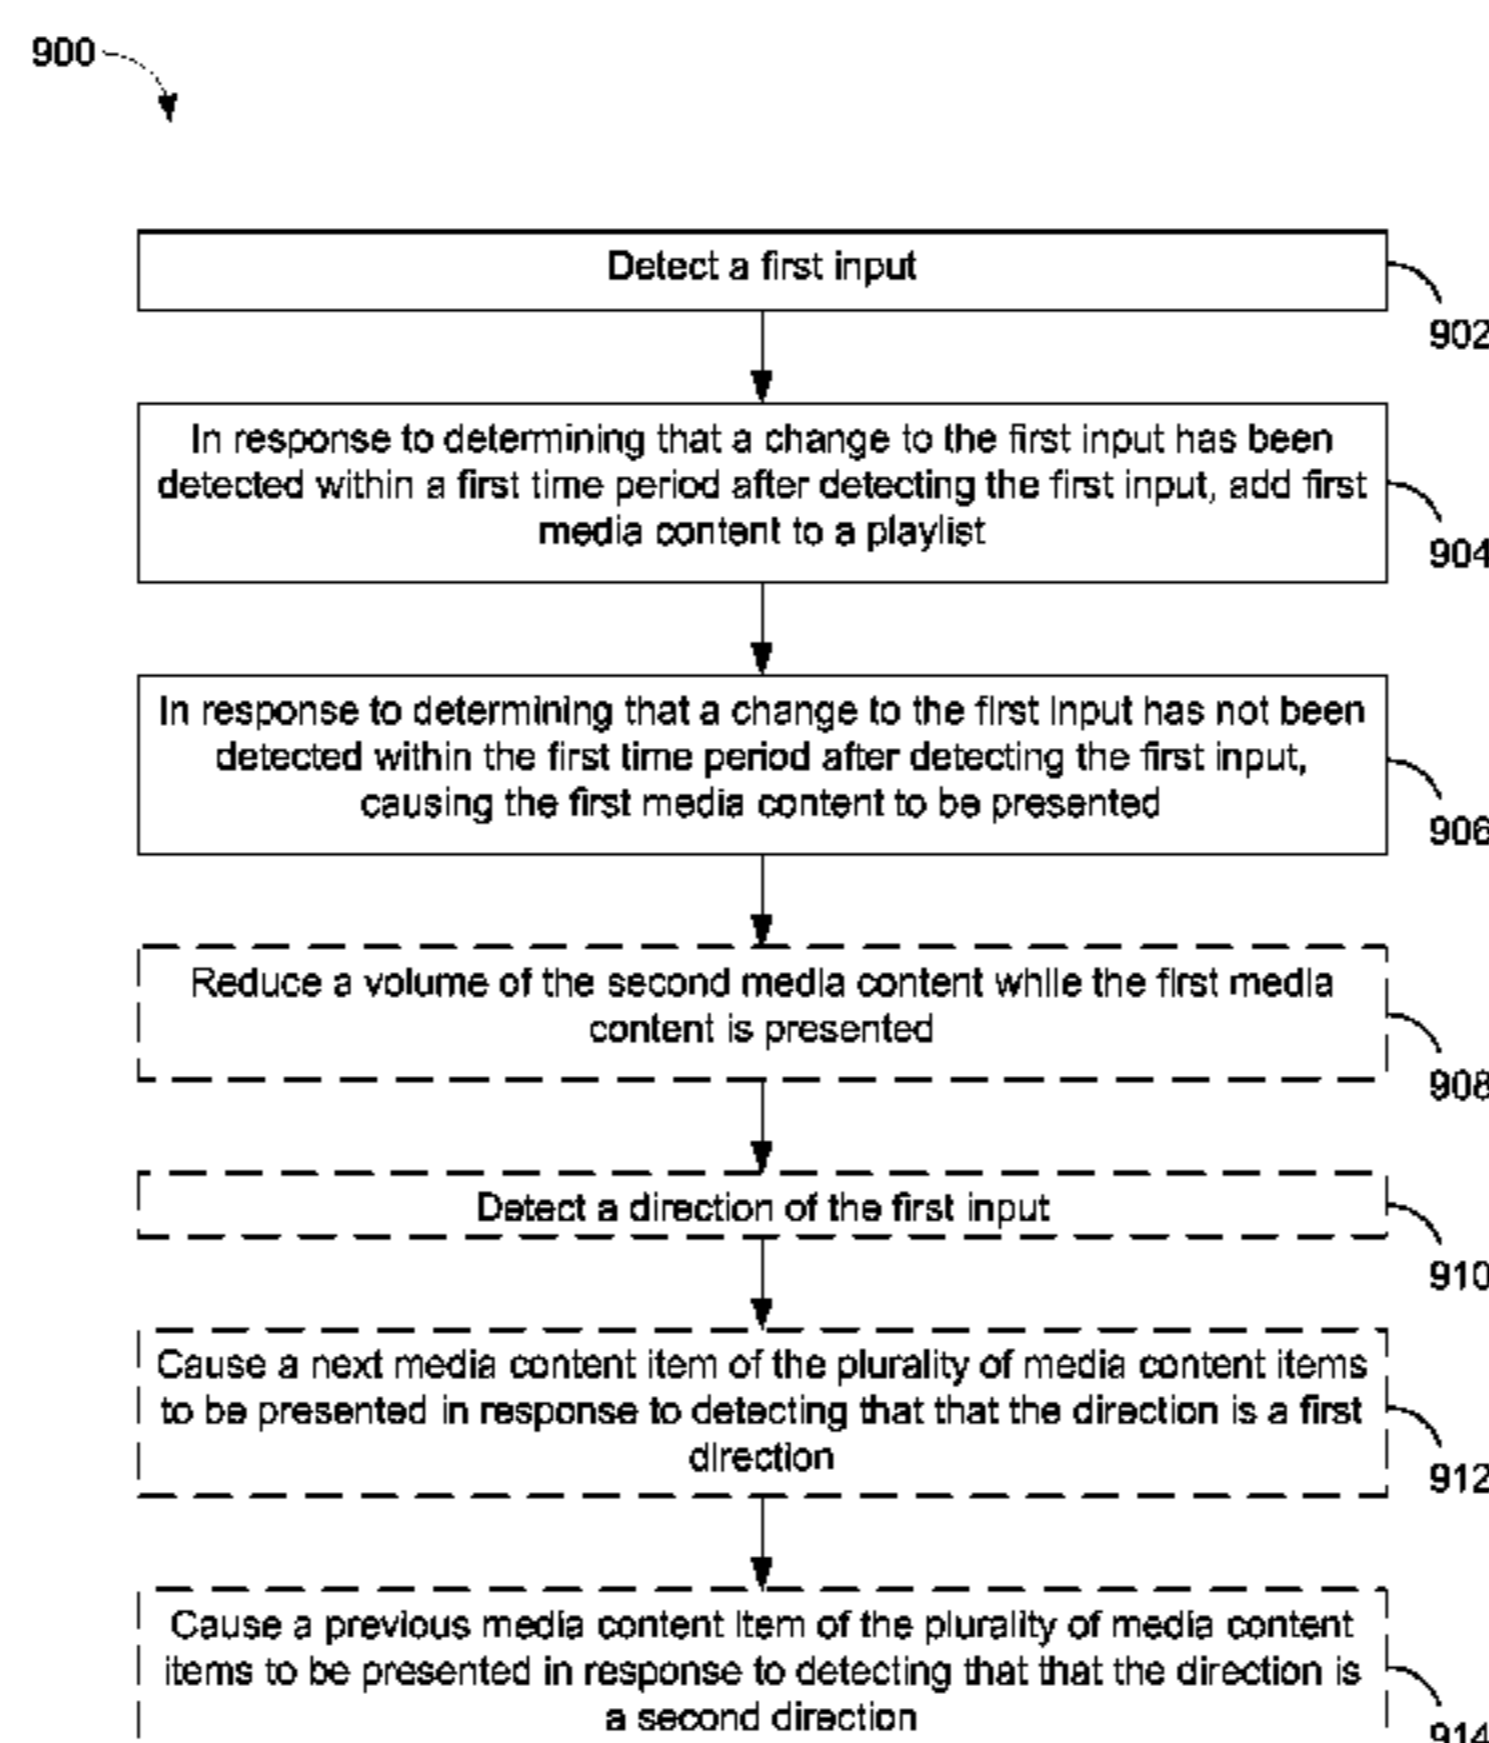 900
Detect a first input
902
In response to determining that a change to the first input has been
detected within a first time period after detecting the first input, add first
media content to a playlist
904
In response to determining that a change to the first input has not been
detected within the first time period after detecting the first input,
causing the first media content to be presented
906
Reduce a volume of the second media content while the first media
content is presented
908
Detect a direction of the first input
910
Cause a next media content item of the plurality of media content items
to be presented in response to detecting that that the direction is a first
direction
912
Cause a previous media content item of the plurality of media content
items to be presented in response to detecting that that the direction is
a second direction
914